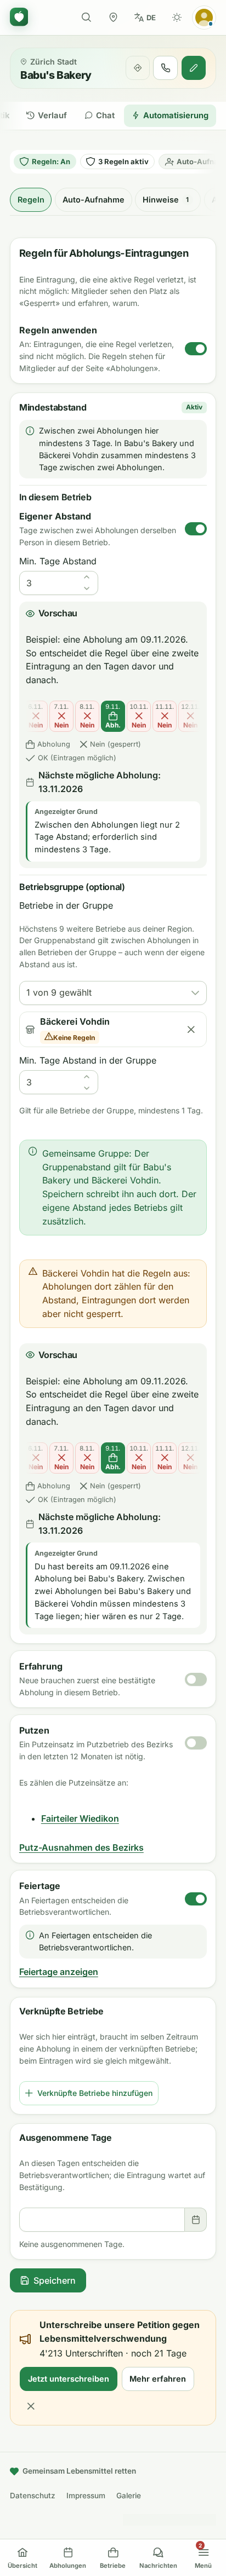 DE
Zürich Stadt
Babu's Bakery
Verlauf
Chat
Automatisierung
Regeln: An
3 Regeln aktiv
Regeln
Auto-Aufnahme
Hinweise 1
Regeln für Abholungs-Eintragungen
Eine Eintragung, die eine aktive Regel verletzt, ist
nicht möglich: Mitglieder sehen den Platz als
«Gesperrt» und erfahren, warum.
Regeln anwenden
An: Eintragungen, die eine Regel verletzen,
sind nicht möglich. Die Regeln stehen für
Mitglieder auf der Seite «Abholungen».
Mindestabstand
Aktiv
Zwischen zwei Abholungen hier
mindestens 3 Tage. In Babu's Bakery und
Bäckerei Vohdin zusammen mindestens 3
Tage zwischen zwei Abholungen.
In diesem Betrieb
Eigener Abstand
Tage zwischen zwei Abholungen derselben
Person in diesem Betrieb.
Min. Tage Abstand
3
Vorschau
Beispiel: eine Abholung am 09.11.2026.
So entscheidet die Regel über eine zweite
Eintragung an den Tagen davor und
danach.
7.11. 8.11. 9.11. 10.11. 11.11.
Nein Nein Nein Abh. Nein Nein Nein
Abholung Nein (gesperrt)
OK (Eintragen möglich)
Nächste mögliche Abholung:
13.11.2026
Angezeigter Grund
Zwischen den Abholungen liegt nur 2
Tage Abstand; erforderlich sind
mindestens 3 Tage.
Betriebsgruppe (optional)
Betriebe in der Gruppe
Höchstens 9 weitere Betriebe aus deiner Region.
Der Gruppenabstand gilt zwischen Abholungen in
allen Betrieben der Gruppe – auch wenn der eigene
Abstand aus ist.
1 von 9 gewählt
Bäckerei Vohdin
Keine Regeln
Min. Tage Abstand in der Gruppe
3
Gilt für alle Betriebe der Gruppe, mindestens 1 Tag.
Gemeinsame Gruppe: Der
Gruppenabstand gilt für Babu's
Bakery und Bäckerei Vohdin.
Speichern schreibt ihn auch dort. Der
eigene Abstand jedes Betriebs gilt
zusätzlich.
Bäckerei Vohdin hat die Regeln aus:
Abholungen dort zählen für den
Abstand, Eintragungen dort werden
aber nicht gesperrt.
Vorschau
Beispiel: eine Abholung am 09.11.2026.
So entscheidet die Regel über eine zweite
Eintragung an den Tagen davor und
danach.
7.11. 8.11. 9.11. 10.11. 11.11.
Nein Nein Nein Abh. Nein Nein Nein
Abholung Nein (gesperrt)
OK (Eintragen möglich)
Nächste mögliche Abholung:
13.11.2026
Angezeigter Grund
Du hast bereits am 09.11.2026 eine
Abholung bei Babu's Bakery. Zwischen
zwei Abholungen bei Babu's Bakery und
Bäckerei Vohdin müssen mindestens 3
Tage liegen; hier wären es nur 2 Tage.
Erfahrung
Neue brauchen zuerst eine bestätigte
Abholung in diesem Betrieb.
Putzen
Ein Putzeinsatz im Putzbetrieb des Bezirks
in den letzten 12 Monaten ist nötig.
Es zählen die Putzeinsätze an:
• Fairteiler Wiedikon
Putz-Ausnahmen des Bezirks
Feiertage
An Feiertagen entscheiden die
Betriebsverantwortlichen.
An Feiertagen entscheiden die
Betriebsverantwortlichen.
Feiertage anzeigen
Verknüpfte Betriebe
Wer sich hier einträgt, braucht im selben Zeitraum
eine Abholung in einem der verknüpften Betriebe;
beim Eintragen wird sie gleich mitgewählt.
Verknüpfte Betriebe hinzufügen
Ausgenommene Tage
An diesen Tagen entscheiden die
Betriebsverantwortlichen; die Eintragung wartet auf
Bestätigung.
Keine ausgenommenen Tage.
Speichern
Unterschreibe unsere Petition gegen
Lebensmittelverschwendung
4'213 Unterschriften · noch 21 Tage
Jetzt unterschreiben
Mehr erfahren
Gemeinsam Lebensmittel retten
Datenschutz Impressum Galerie
2
Übersicht Abholungen Betriebe Nachrichten Menü